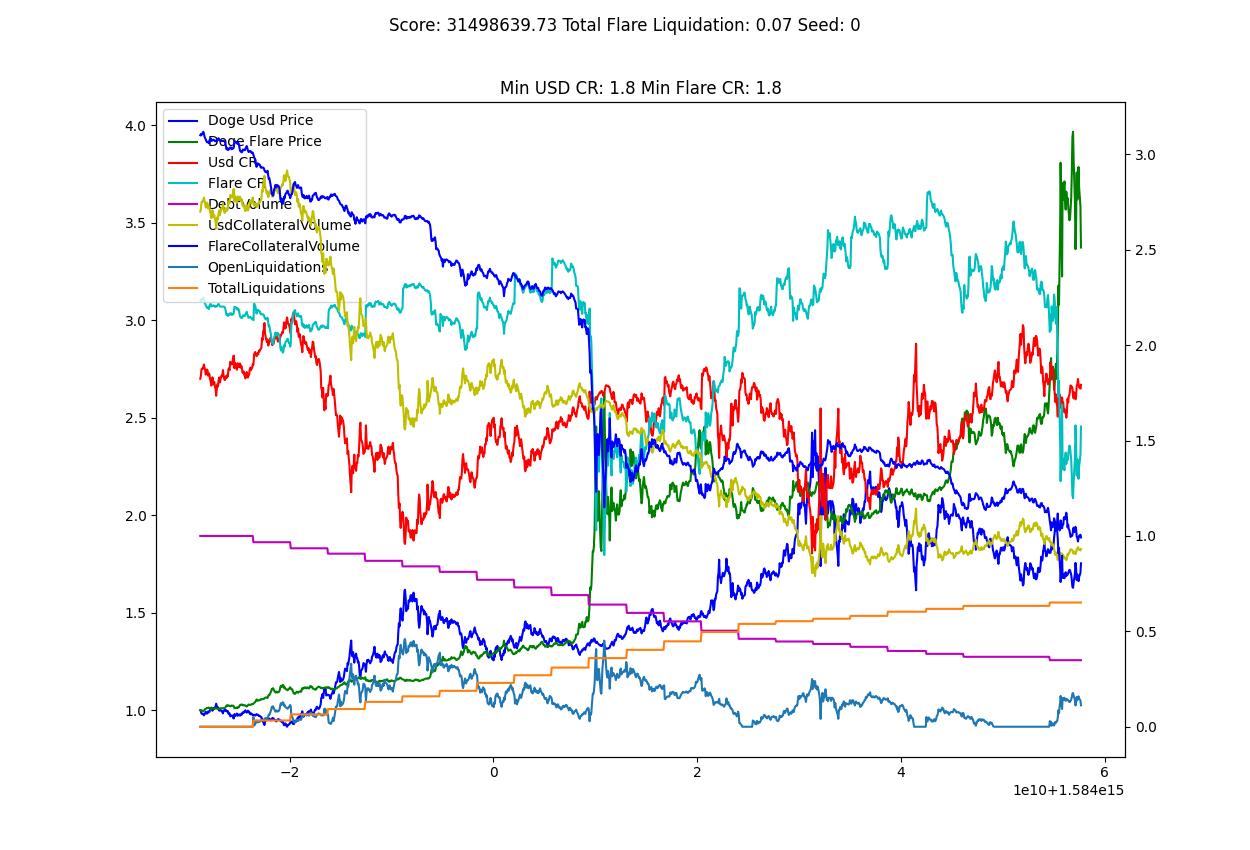 Score: 31498639.73 Total Flare Liquidation: 0.07 Seed: 0
Min USD CR: 1.8 Min Flare CR: 1.8
Doge Usd Price
Doge Flare Price
Usd CR
Flare CR
DebtVolume
UsdCollateralVolume
FlareCollateralVolume
OpenLiquidations
TotalLiquidations
4.0
3.5
3.0
2.5
2.0
1.5
1.0
3.0
2.5
2.0
1.5
1.0
0.5
0.0
−2 0 2 4 6
1e10+1.584e15